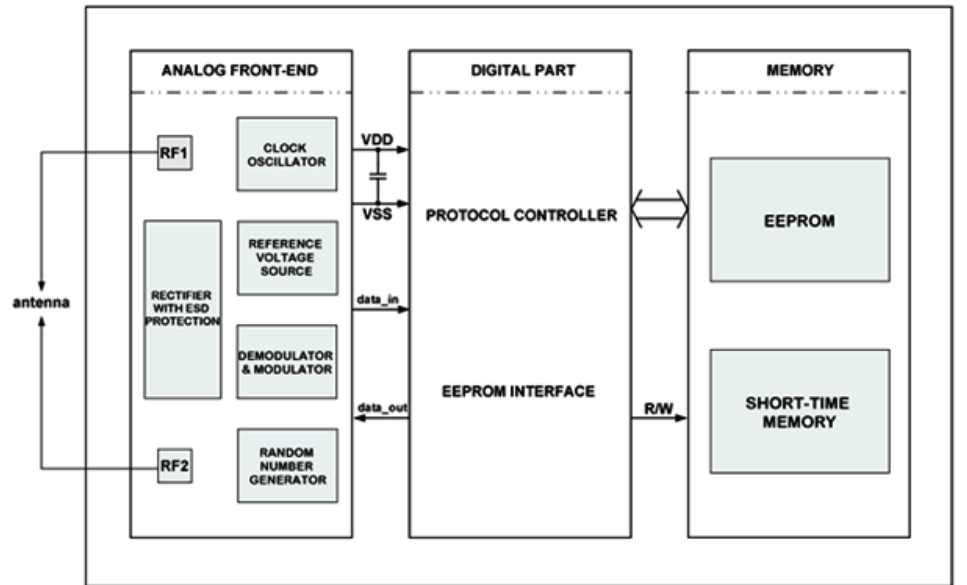 ANALOG FRONT-END
RF1
CLOCK
OSCILLATOR
REFERENCE
VOLTAGE
SOURCE
RECTIFIER
WITH ESD
PROTECTION
DEMODULATOR
& MODULATOR
RF2
RANDOM
NUMBER
GENERATOR
antenna
VDD
VSS
data_in
data_out
DIGITAL PART
PROTOCOL CONTROLLER
EEPROM INTERFACE
R/W
MEMORY
EEPROM
SHORT-TIME
MEMORY